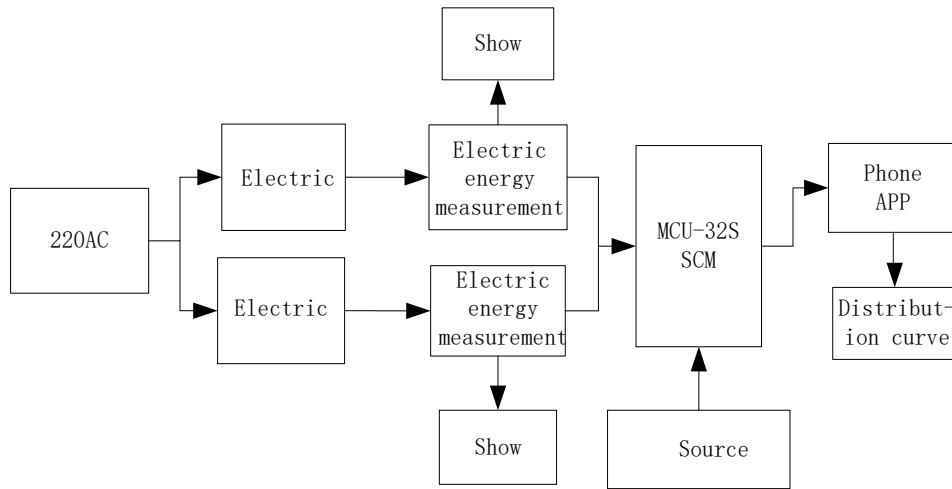 Show
220AC
Electric
Electric
energy
measurement
Electric
Electric
energy
measurement
Show
MCU-32S
SCM
Source
Phone
APP
Distribut-
ion curve